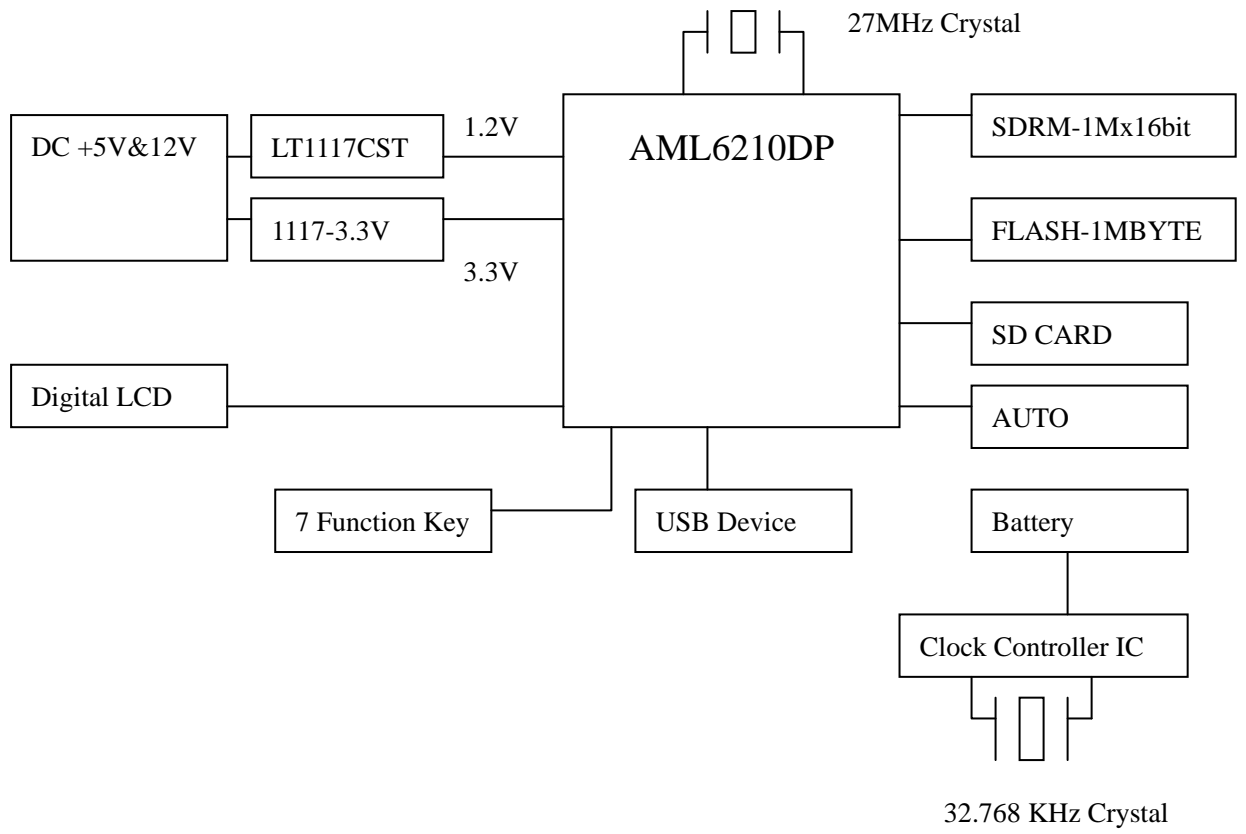 27MHz Crystal
DC +5V&12V
LT1117CST
1.2V
AML6210DP
SDRM-1Mx16bit
1117-3.3V
FLASH-1MBYTE
3.3V
SD CARD
Digital LCD
AUTO
7 Function Key
USB Device
Battery
Clock Controller IC
32.768 KHz Crystal